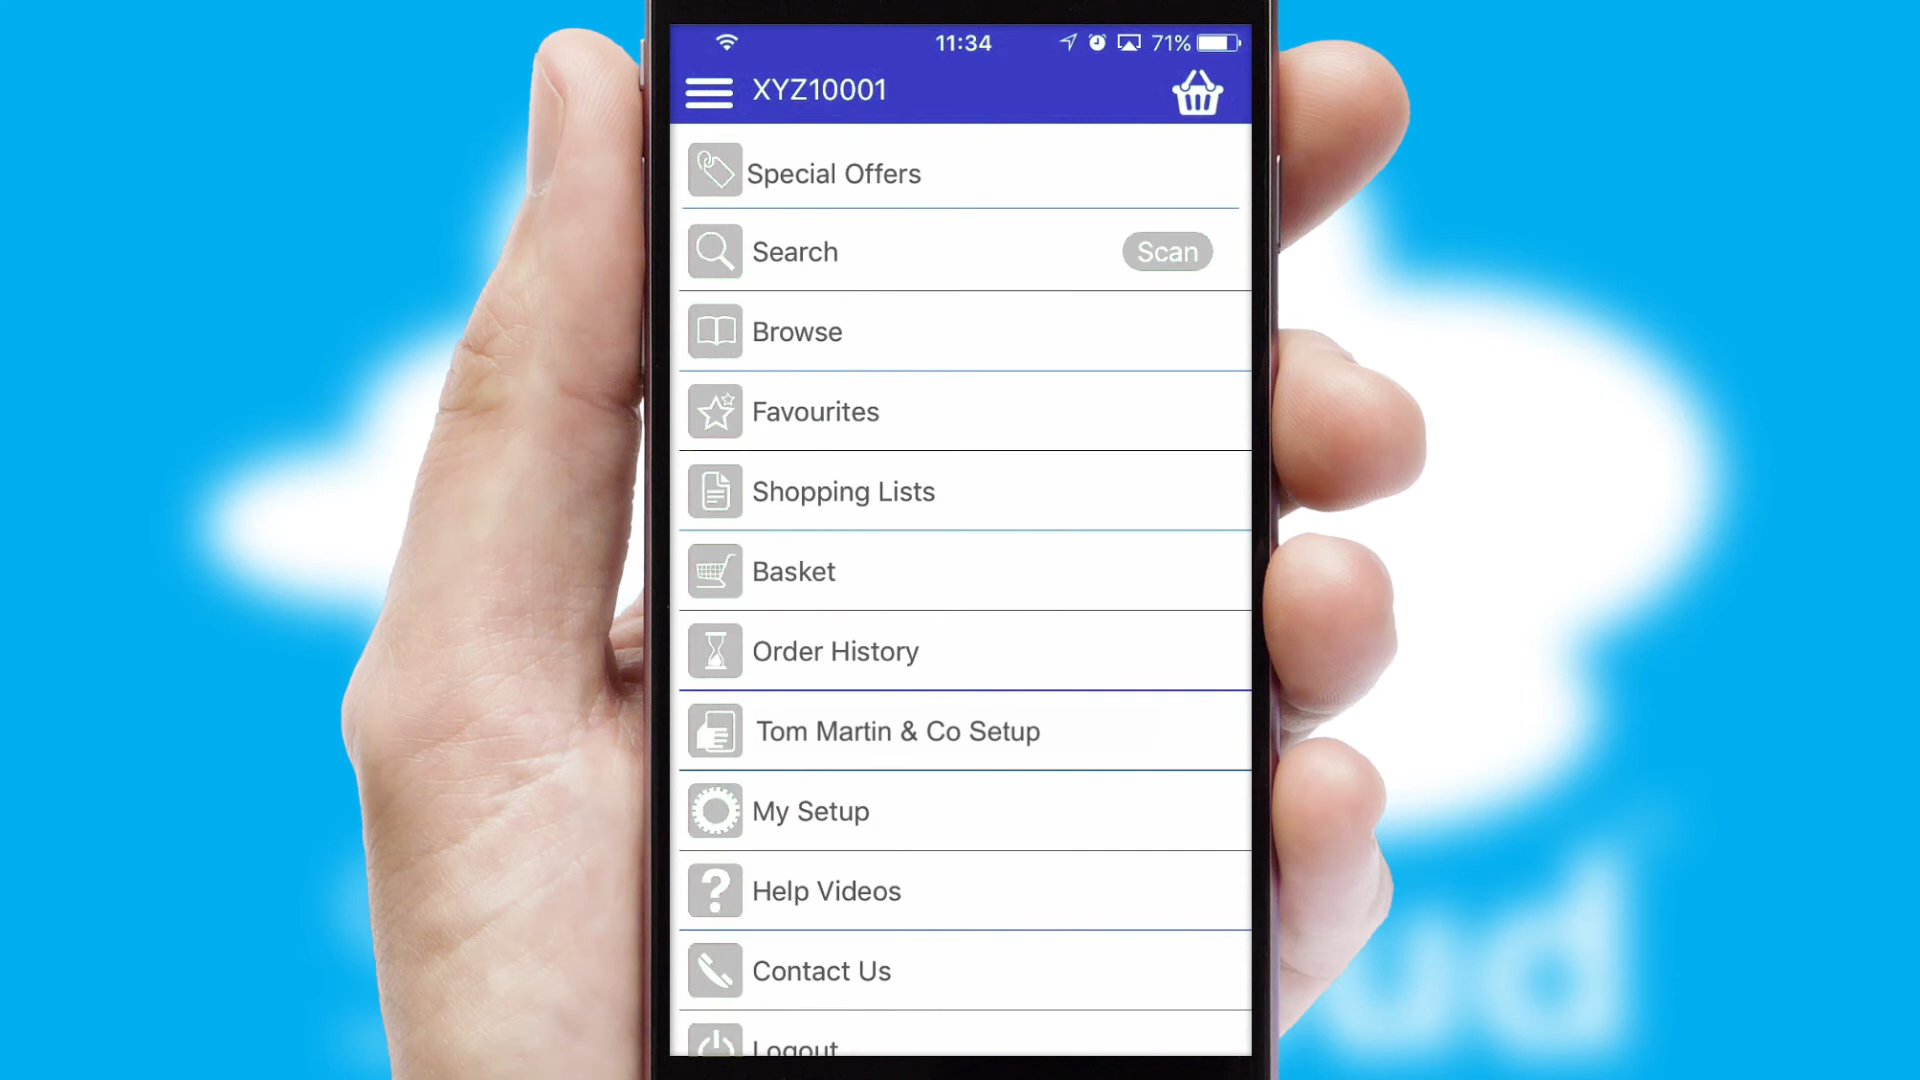 11:34 71%
XYZ10001
Special Offers
Search Scan
Browse
Favourites
Shopping Lists
Basket
Order History
Tom Martin & Co Setup
My Setup
Help Videos
Contact Us
Logout
ud